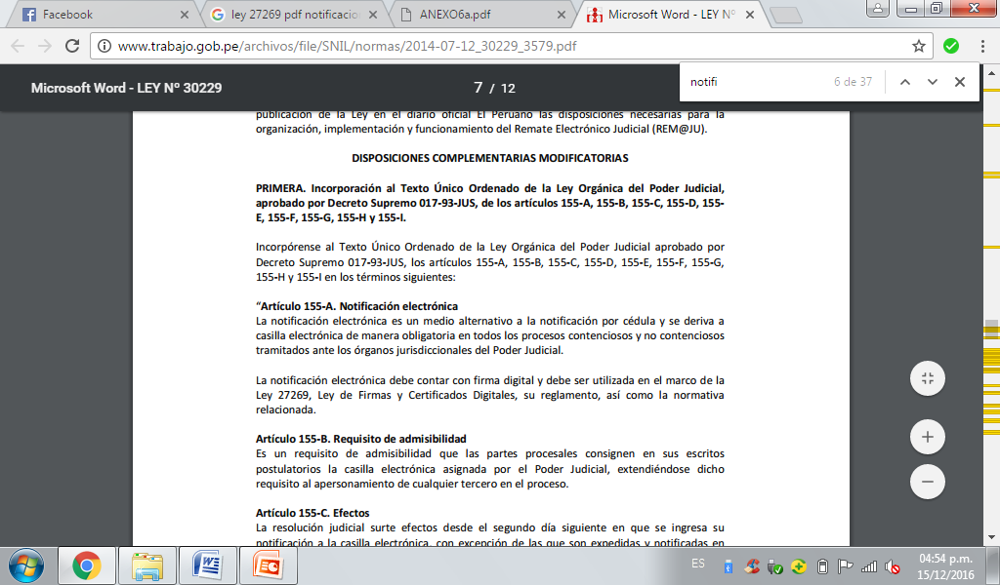 Facebook
ley 27269 pdf notificacio
ANEXO6a.pdf
Microsoft Word - LEY Nº
www.trabajo.gob.pe/archivos/file/SNIL/normas/2014-07-12_30229_3579.pdf
Microsoft Word - LEY Nº 30229
7 / 12
notifi
6 de 37
publicación de la Ley en el diario oficial El Peruano las disposiciones necesarias para la
organización, implementación y funcionamiento del Remate Electrónico Judicial (REM@JU).
DISPOSICIONES COMPLEMENTARIAS MODIFICATORIAS
PRIMERA. Incorporación al Texto Único Ordenado de la Ley Orgánica del Poder Judicial,
aprobado por Decreto Supremo 017-93-JUS, de los artículos 155-A, 155-B, 155-C, 155-D, 155-
E, 155-F, 155-G, 155-H y 155-I.
Incorpórense al Texto Único Ordenado de la Ley Orgánica del Poder Judicial aprobado por
Decreto Supremo 017-93-JUS, los artículos 155-A, 155-B, 155-C, 155-D, 155-E, 155-F, 155-G,
155-H y 155-I en los términos siguientes:
“Artículo 155-A. Notificación electrónica
La notificación electrónica es un medio alternativo a la notificación por cédula y se deriva a
casilla electrónica de manera obligatoria en todos los procesos contenciosos y no contenciosos
tramitados ante los órganos jurisdiccionales del Poder Judicial.
La notificación electrónica debe contar con firma digital y debe ser utilizada en el marco de la
Ley 27269, Ley de Firmas y Certificados Digitales, su reglamento, así como la normativa
relacionada.
Artículo 155-B. Requisito de admisibilidad
Es un requisito de admisibilidad que las partes procesales consignen en sus escritos
postulatorios la casilla electrónica asignada por el Poder Judicial, extendiéndose dicho
requisito al apersonamiento de cualquier tercero en el proceso.
Artículo 155-C. Efectos
La resolución judicial surte efectos desde el segundo día siguiente en que se ingresa su
notificación a la casilla electrónica, con excepción de las que son expedidas y notificadas en
ES
04:54 p.m.
15/12/2016